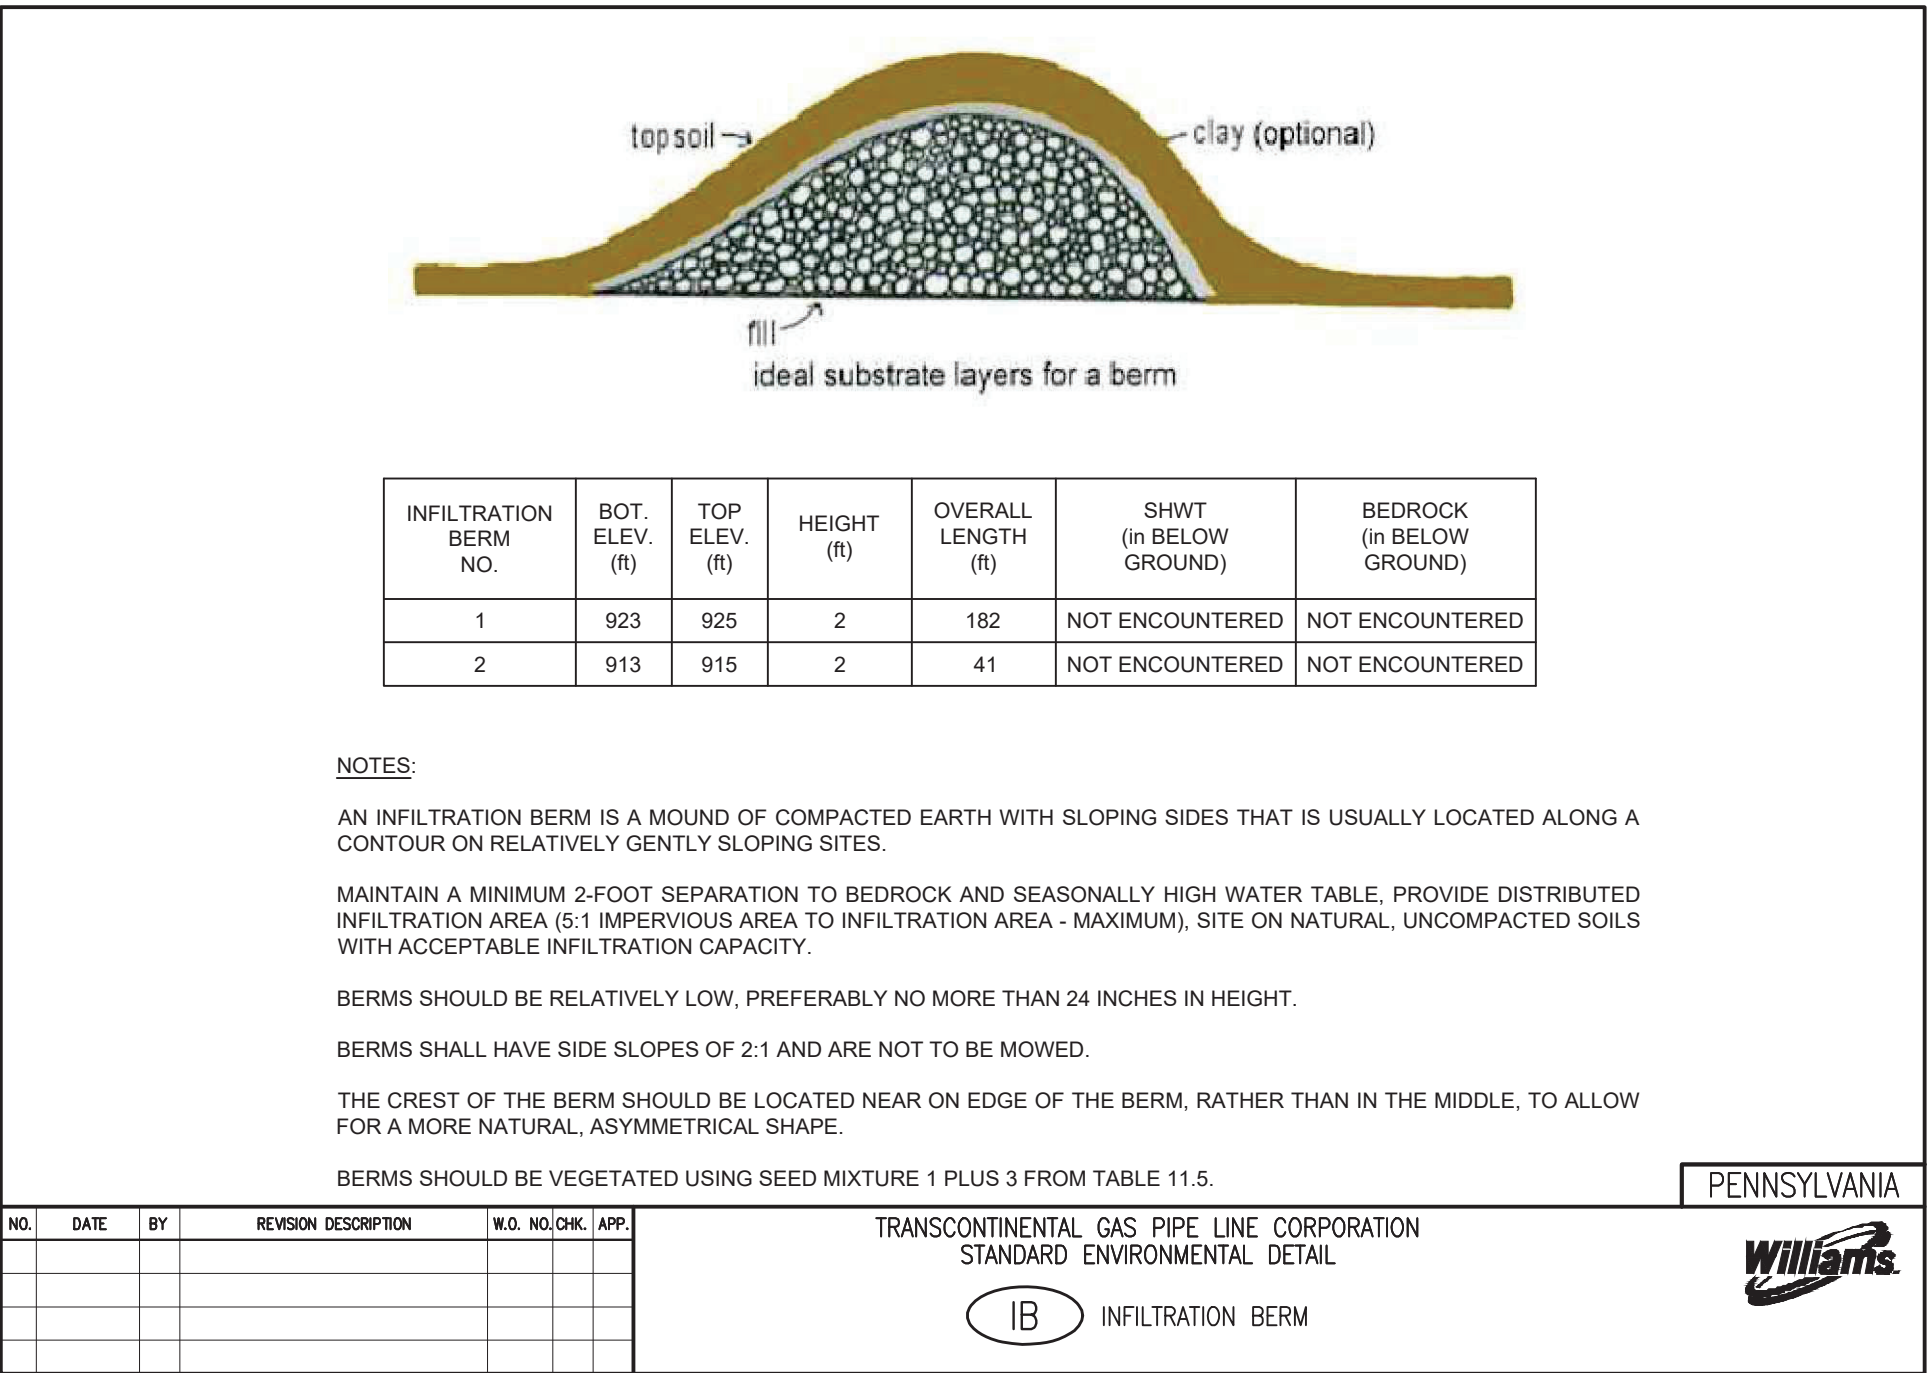 topsoil
clay (optional)
fill
ideal substrate layers for a berm
INFILTRATION BERM NO. BOT. ELEV. (ft) TOP ELEV. (ft) HEIGHT (ft) OVERALL LENGTH (ft) SHWT (in BELOW GROUND) BEDROCK (in BELOW GROUND)
1 923 925 2 182 NOT ENCOUNTERED NOT ENCOUNTERED
2 913 915 2 41 NOT ENCOUNTERED NOT ENCOUNTERED
NOTES:
AN INFILTRATION BERM IS A MOUND OF COMPACTED EARTH WITH SLOPING SIDES THAT IS USUALLY LOCATED ALONG A
CONTOUR ON RELATIVELY GENTLY SLOPING SITES.
MAINTAIN A MINIMUM 2-FOOT SEPARATION TO BEDROCK AND SEASONALLY HIGH WATER TABLE, PROVIDE DISTRIBUTED
INFILTRATION AREA (5:1 IMPERVIOUS AREA TO INFILTRATION AREA - MAXIMUM), SITE ON NATURAL, UNCOMPACTED SOILS
WITH ACCEPTABLE INFILTRATION CAPACITY.
BERMS SHOULD BE RELATIVELY LOW, PREFERABLY NO MORE THAN 24 INCHES IN HEIGHT.
BERMS SHALL HAVE SIDE SLOPES OF 2:1 AND ARE NOT TO BE MOWED.
THE CREST OF THE BERM SHOULD BE LOCATED NEAR ON EDGE OF THE BERM, RATHER THAN IN THE MIDDLE, TO ALLOW
FOR A MORE NATURAL, ASYMMETRICAL SHAPE.
BERMS SHOULD BE VEGETATED USING SEED MIXTURE 1 PLUS 3 FROM TABLE 11.5.
PENNSYLVANIA
NO. DATE BY REVISION DESCRIPTION W.O. NO. CHK. APP.
TRANSCONTINENTAL GAS PIPE LINE CORPORATION
STANDARD ENVIRONMENTAL DETAIL
IB INFILTRATION BERM
Williams.